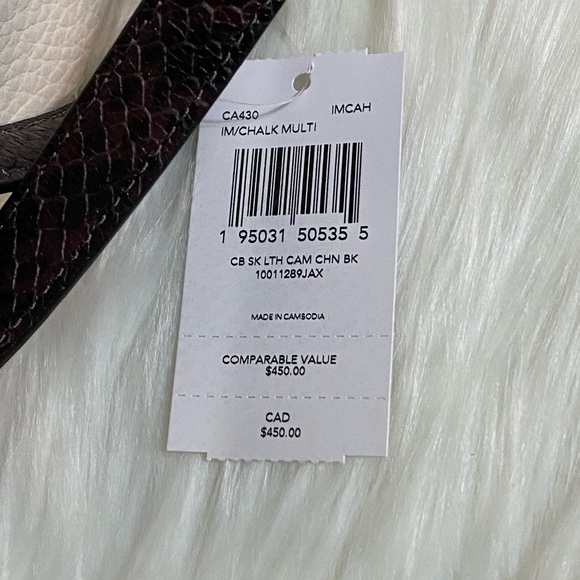 CA430 IMCAH
IM/CHALK MULTI
1 95031 50535 5
CB SK LTH CAM CHN BK
10011289JAX
MADE IN CAMBODIA
COMPARABLE VALUE
$450.00
CAD
$450.00